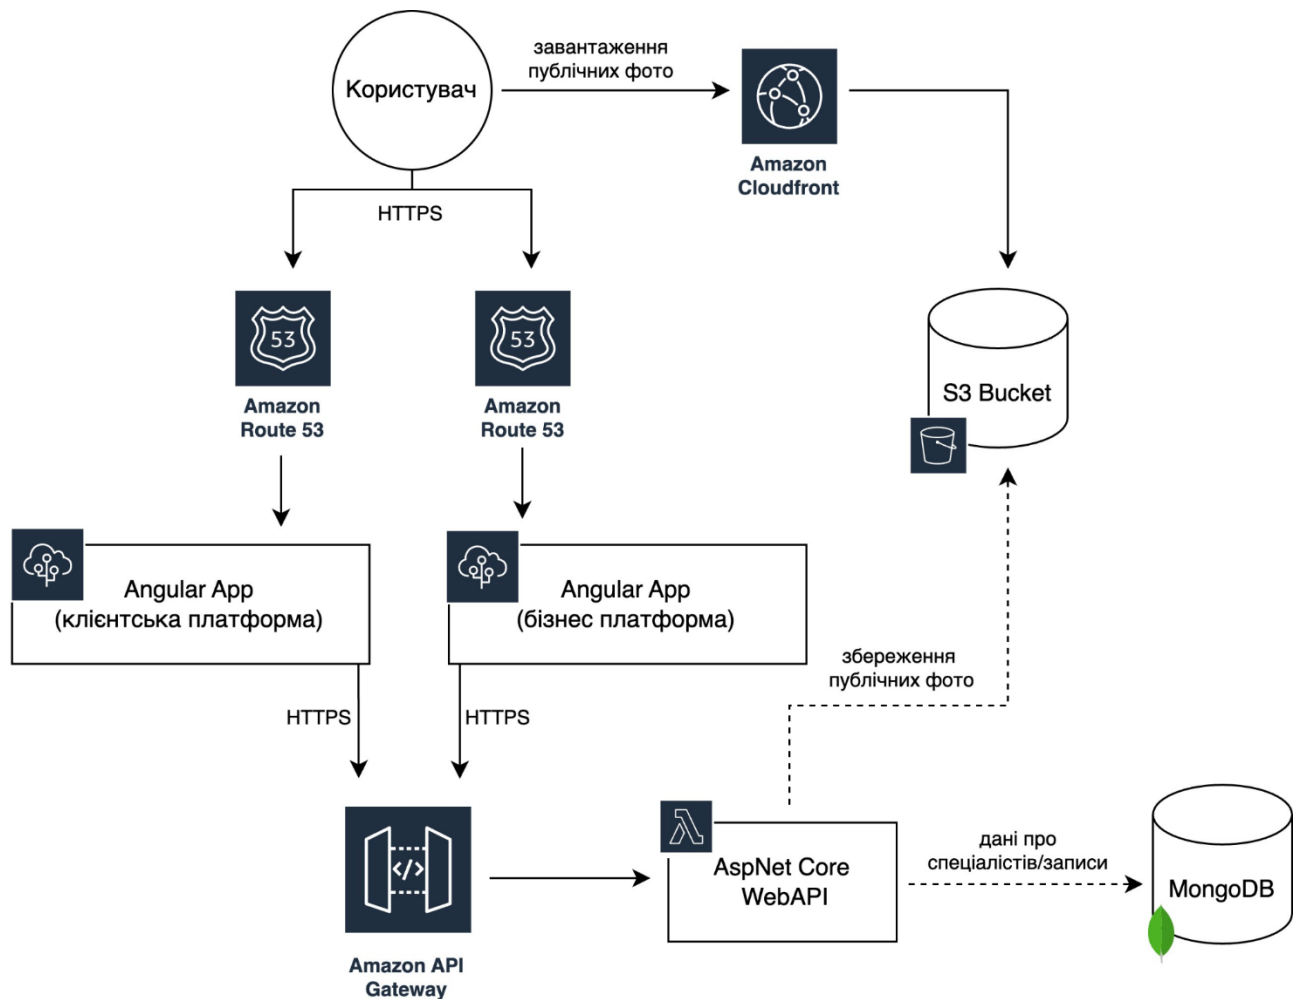 завантаження
публічних фото
Користувач
Amazon
Cloudfront
HTTPS
53
53
Amazon
Route 53
Amazon
Route 53
S3 Bucket
Angular App
(клієнтська платформа)
Angular App
(бізнес платформа)
збереження
публічних фото
HTTPS
HTTPS
</>
λ
AspNet Core
WebAPI
дані про
спеціалістів/записи
MongoDB
Amazon API
Gateway